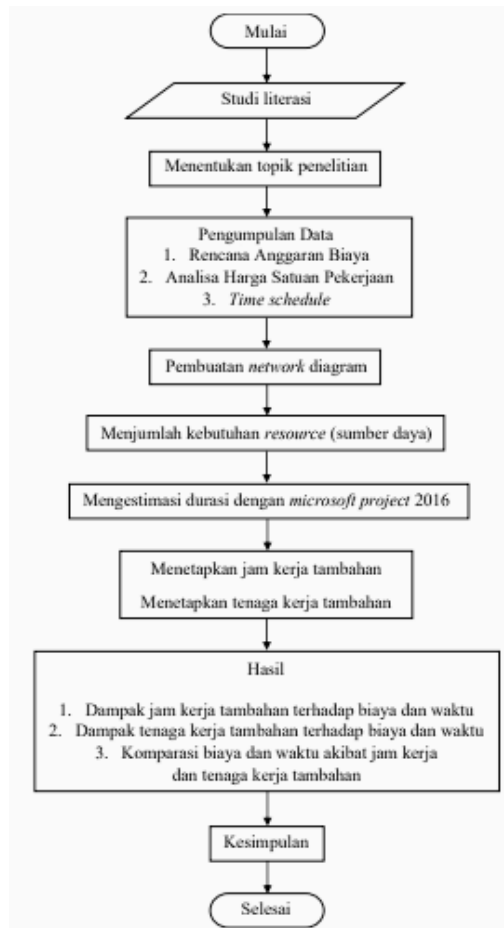 Mulai
Studi literasi
Menentukan topik penelitian
Pengumpulan Data
1. Rencana Anggaran Biaya
2. Analisa Harga Satuan Pekerjaan
3. Time schedule
Pembuatan network diagram
Menjumlah kebutuhan resource (sumber daya)
Mengestimasi durasi dengan microsoft project 2016
Menetapkan jam kerja tambahan
Menetapkan tenaga kerja tambahan
Hasil
1. Dampak jam kerja tambahan terhadap biaya dan waktu
2. Dampak tenaga kerja tambahan terhadap biaya dan waktu
3. Komparasi biaya dan waktu akibat jam kerja
dan tenaga kerja tambahan
Kesimpulan
Selesai